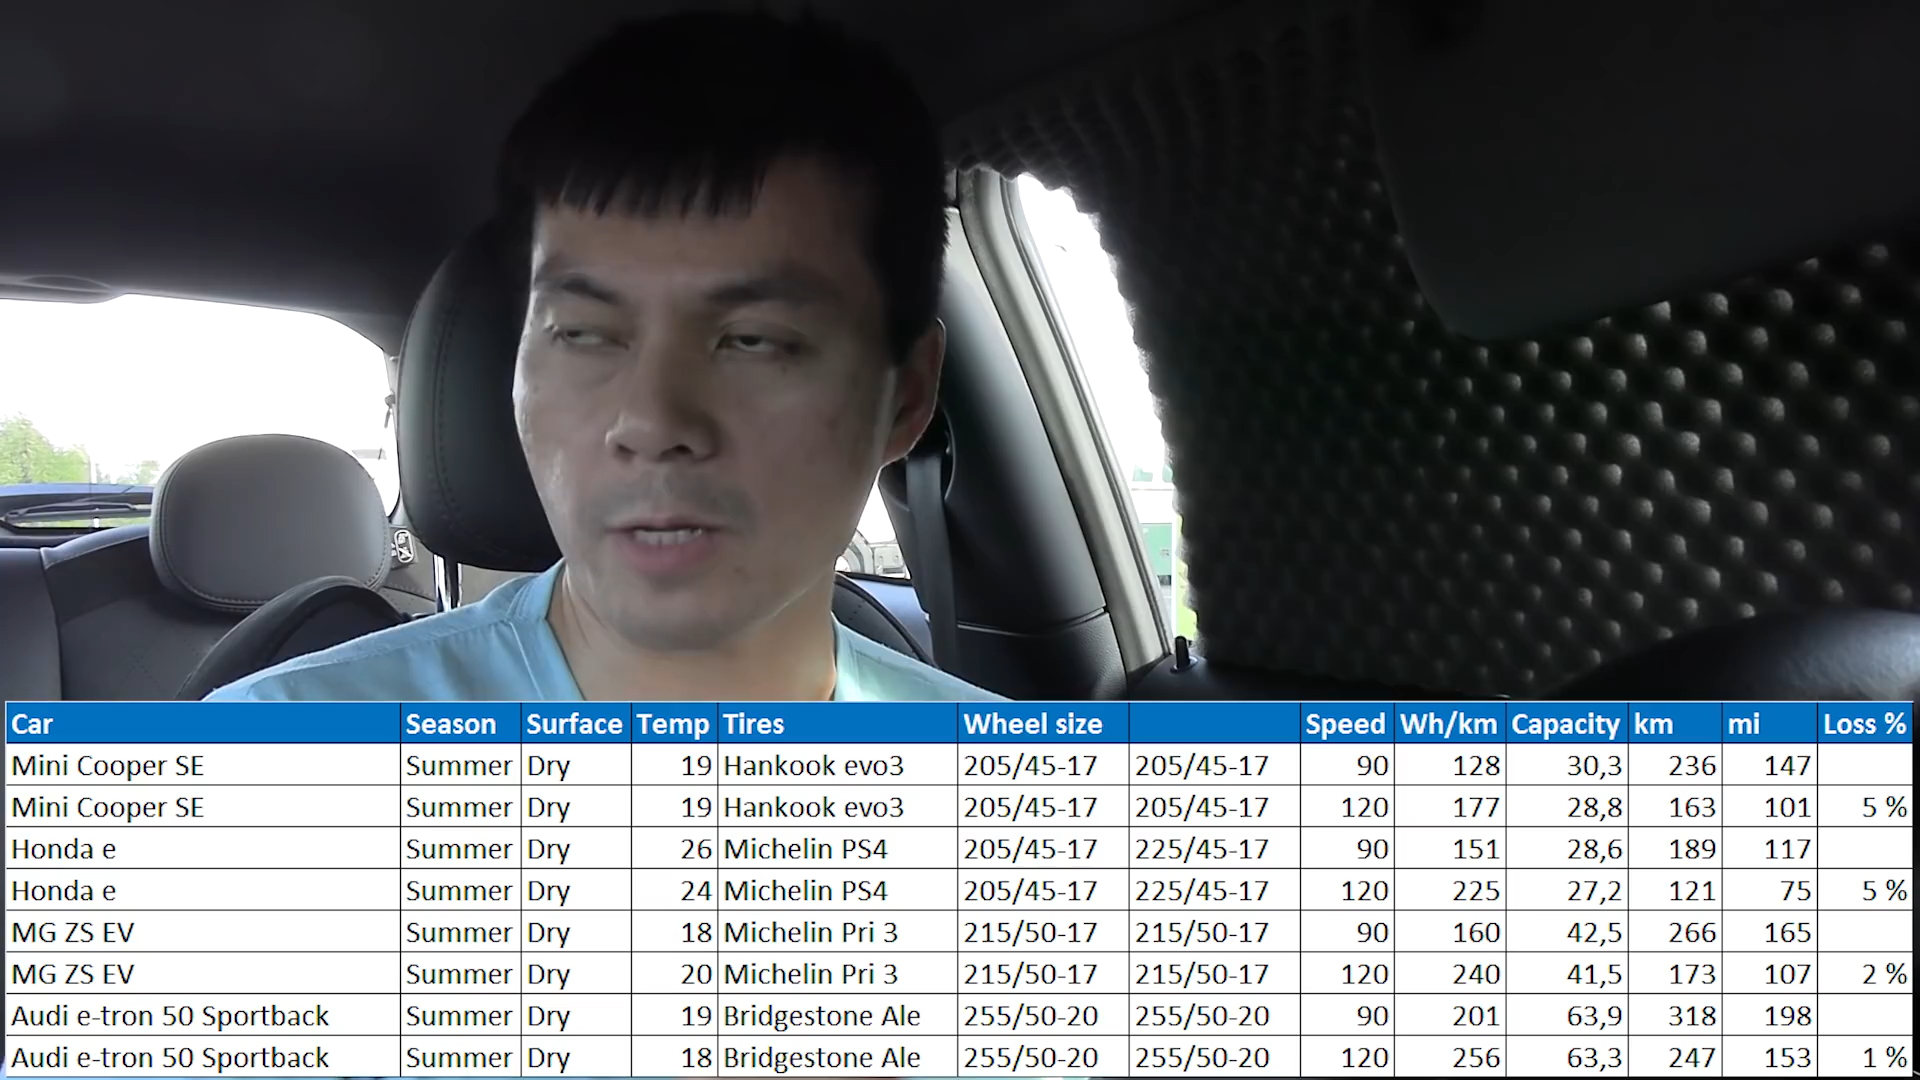 Car Season Surface Temp Tires Wheel size Speed Wh/km Capacity km mi Loss %
Mini Cooper SE Summer Dry 19 Hankook evo3 205/45-17 205/45-17 90 128 30,3 236 147
Mini Cooper SE Summer Dry 19 Hankook evo3 205/45-17 205/45-17 120 177 28,8 163 101 5 %
Honda e Summer Dry 26 Michelin PS4 205/45-17 225/45-17 90 151 28,6 189 117
Honda e Summer Dry 24 Michelin PS4 205/45-17 225/45-17 120 225 27,2 121 75 5 %
MG ZS EV Summer Dry 18 Michelin Pri 3 215/50-17 215/50-17 90 160 42,5 266 165
MG ZS EV Summer Dry 20 Michelin Pri 3 215/50-17 215/50-17 120 240 41,5 173 107 2 %
Audi e-tron 50 Sportback Summer Dry 19 Bridgestone Ale 255/50-20 255/50-20 90 201 63,9 318 198
Audi e-tron 50 Sportback Summer Dry 18 Bridgestone Ale 255/50-20 255/50-20 120 256 63,3 247 153 1 %